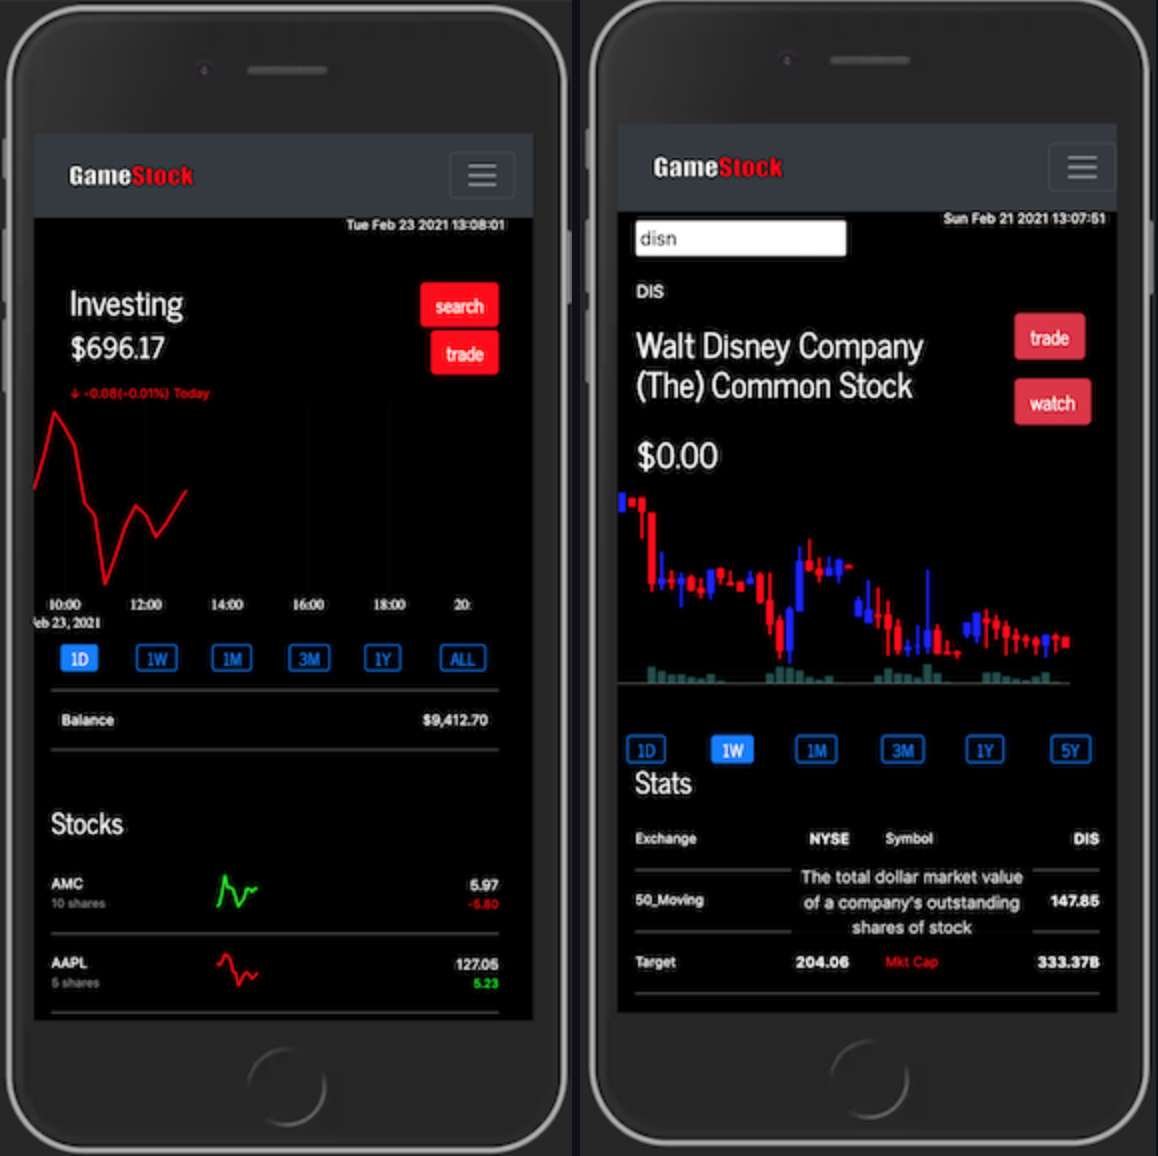 GameStock
Tue Feb 23 2021 13:08:01
Investing
search
$696.17
trade
↓ -0.08(-0.01%) Today
10:00 12:00 14:00 16:00 18:00 20:
eb 23, 2021
1D 1W 1M 3M 1Y ALL
Balance $9,412.70
Stocks
AMC 5.97
10 shares -5.80
AAPL 127.05
5 shares 5.23
GameStock
Sun Feb 21 2021 13:07:51
disn
DIS
Walt Disney Company
(The) Common Stock
trade
watch
$0.00
1D 1W 1M 3M 1Y 5Y
Stats
Exchange NYSE Symbol DIS
The total dollar market value
of a company's outstanding
shares of stock
50_Moving 147.85
Target 204.06 Mkt Cap 333.37B